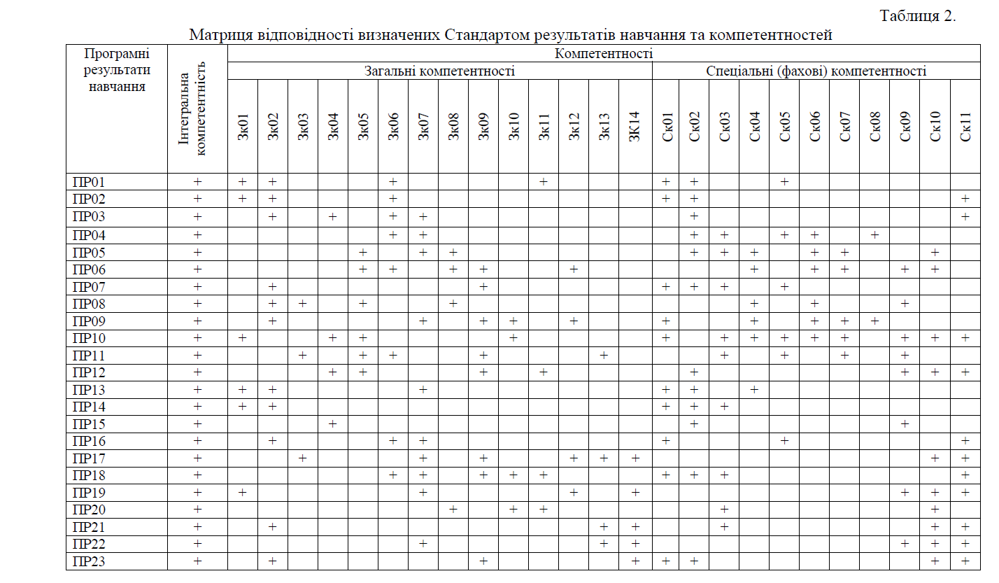 Таблиця 2.
Матриця відповідності визначених Стандартом результатів навчання та компетентностей
Програмні результати навчання
Інтегральна компетентність
Компетентності
Загальні компетентності
Спеціальні (фахові) компетентності
Зк01 Зк02 Зк03 Зк04 Зк05 Зк06 Зк07 Зк08 Зк09 Зк10 Зк11 Зк12 Зк13 ЗК14 Ск01 Ск02 Ск03 Ск04 Ск05 Ск06 Ск07 Ск08 Ск09 Ск10 Ск11
ПР01 + + + + + + + +
ПР02 + + + + + + +
ПР03 + + + + + + +
ПР04 + + + + + + + +
ПР05 + + + + + + + + + +
ПР06 + + + + + + + + + + +
ПР07 + + + + + + +
ПР08 + + + + + + + +
ПР09 + + + + + + + + + + +
ПР10 + + + + + + + + + + + + +
ПР11 + + + + + + + + + +
ПР12 + + + + + + + + +
ПР13 + + + + + + +
ПР14 + + + + + +
ПР15 + + + +
ПР16 + + + + + + +
ПР17 + + + + + + + + +
ПР18 + + + + + + + + + +
ПР19 + + + + + + + +
ПР20 + + + + + +
ПР21 + + + + + + +
ПР22 + + + + + + +
ПР23 + + + + + + + +